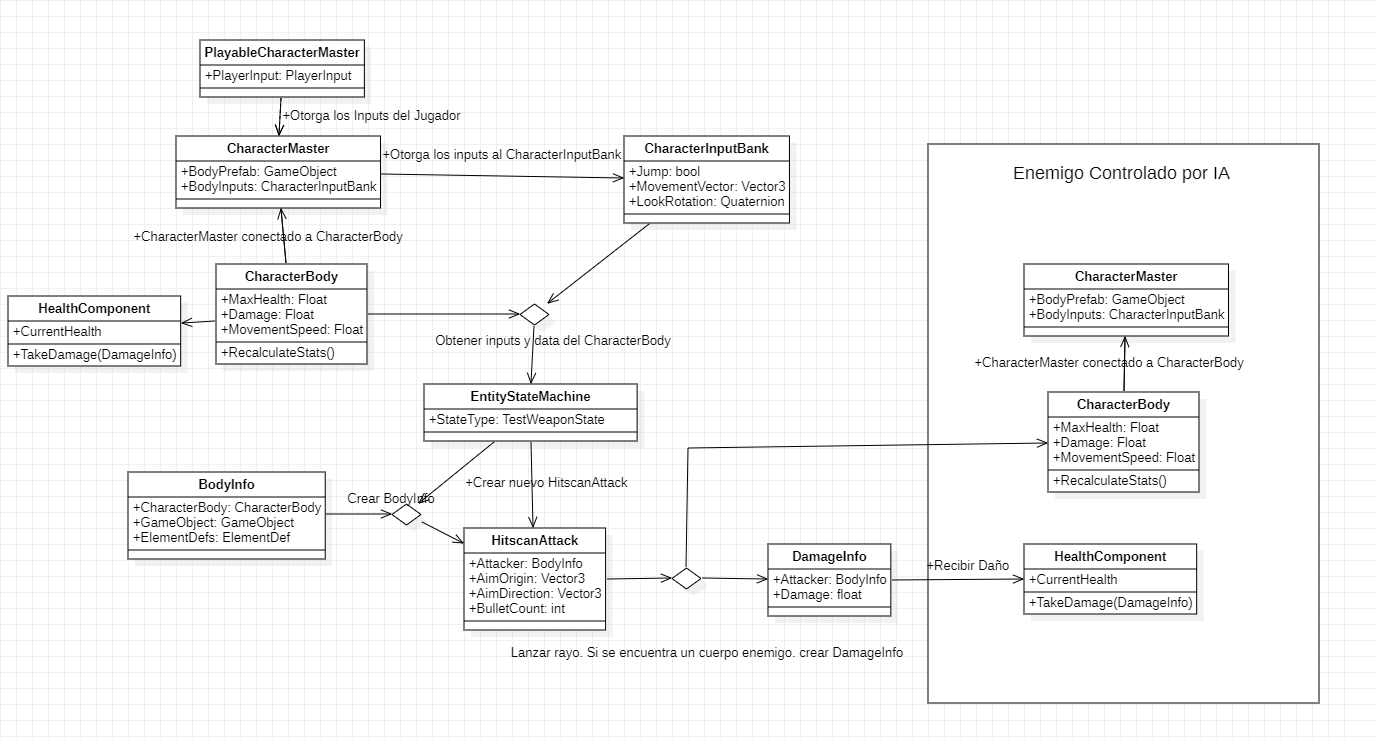 PlayableCharacterMaster
+PlayerInput: PlayerInput
+Otorga los Inputs del Jugador
CharacterMaster
+BodyPrefab: GameObject
+BodyInputs: CharacterInputBank
+Otorga los inputs al CharacterInputBank
CharacterInputBank
+Jump: bool
+MovementVector: Vector3
+LookRotation: Quaternion
+CharacterMaster conectado a CharacterBody
CharacterBody
+MaxHealth: Float
+Damage: Float
+MovementSpeed: Float
+RecalculateStats()
HealthComponent
+CurrentHealth
+TakeDamage(DamageInfo)
Obtener inputs y data del CharacterBody
EntityStateMachine
+StateType: TestWeaponState
BodyInfo
+CharacterBody: CharacterBody
+GameObject: GameObject
+ElementDefs: ElementDef
Crear BodyInfo
+Crear nuevo HitscanAttack
HitscanAttack
+Attacker: BodyInfo
+AimOrigin: Vector3
+AimDirection: Vector3
+BulletCount: int
Lanzar rayo. Si se encuentra un cuerpo enemigo. crear DamageInfo
DamageInfo
+Attacker: BodyInfo
+Damage: float
+Recibir Daño
Enemigo Controlado por IA
CharacterMaster
+BodyPrefab: GameObject
+BodyInputs: CharacterInputBank
+CharacterMaster conectado a CharacterBody
CharacterBody
+MaxHealth: Float
+Damage: Float
+MovementSpeed: Float
+RecalculateStats()
HealthComponent
+CurrentHealth
+TakeDamage(DamageInfo)